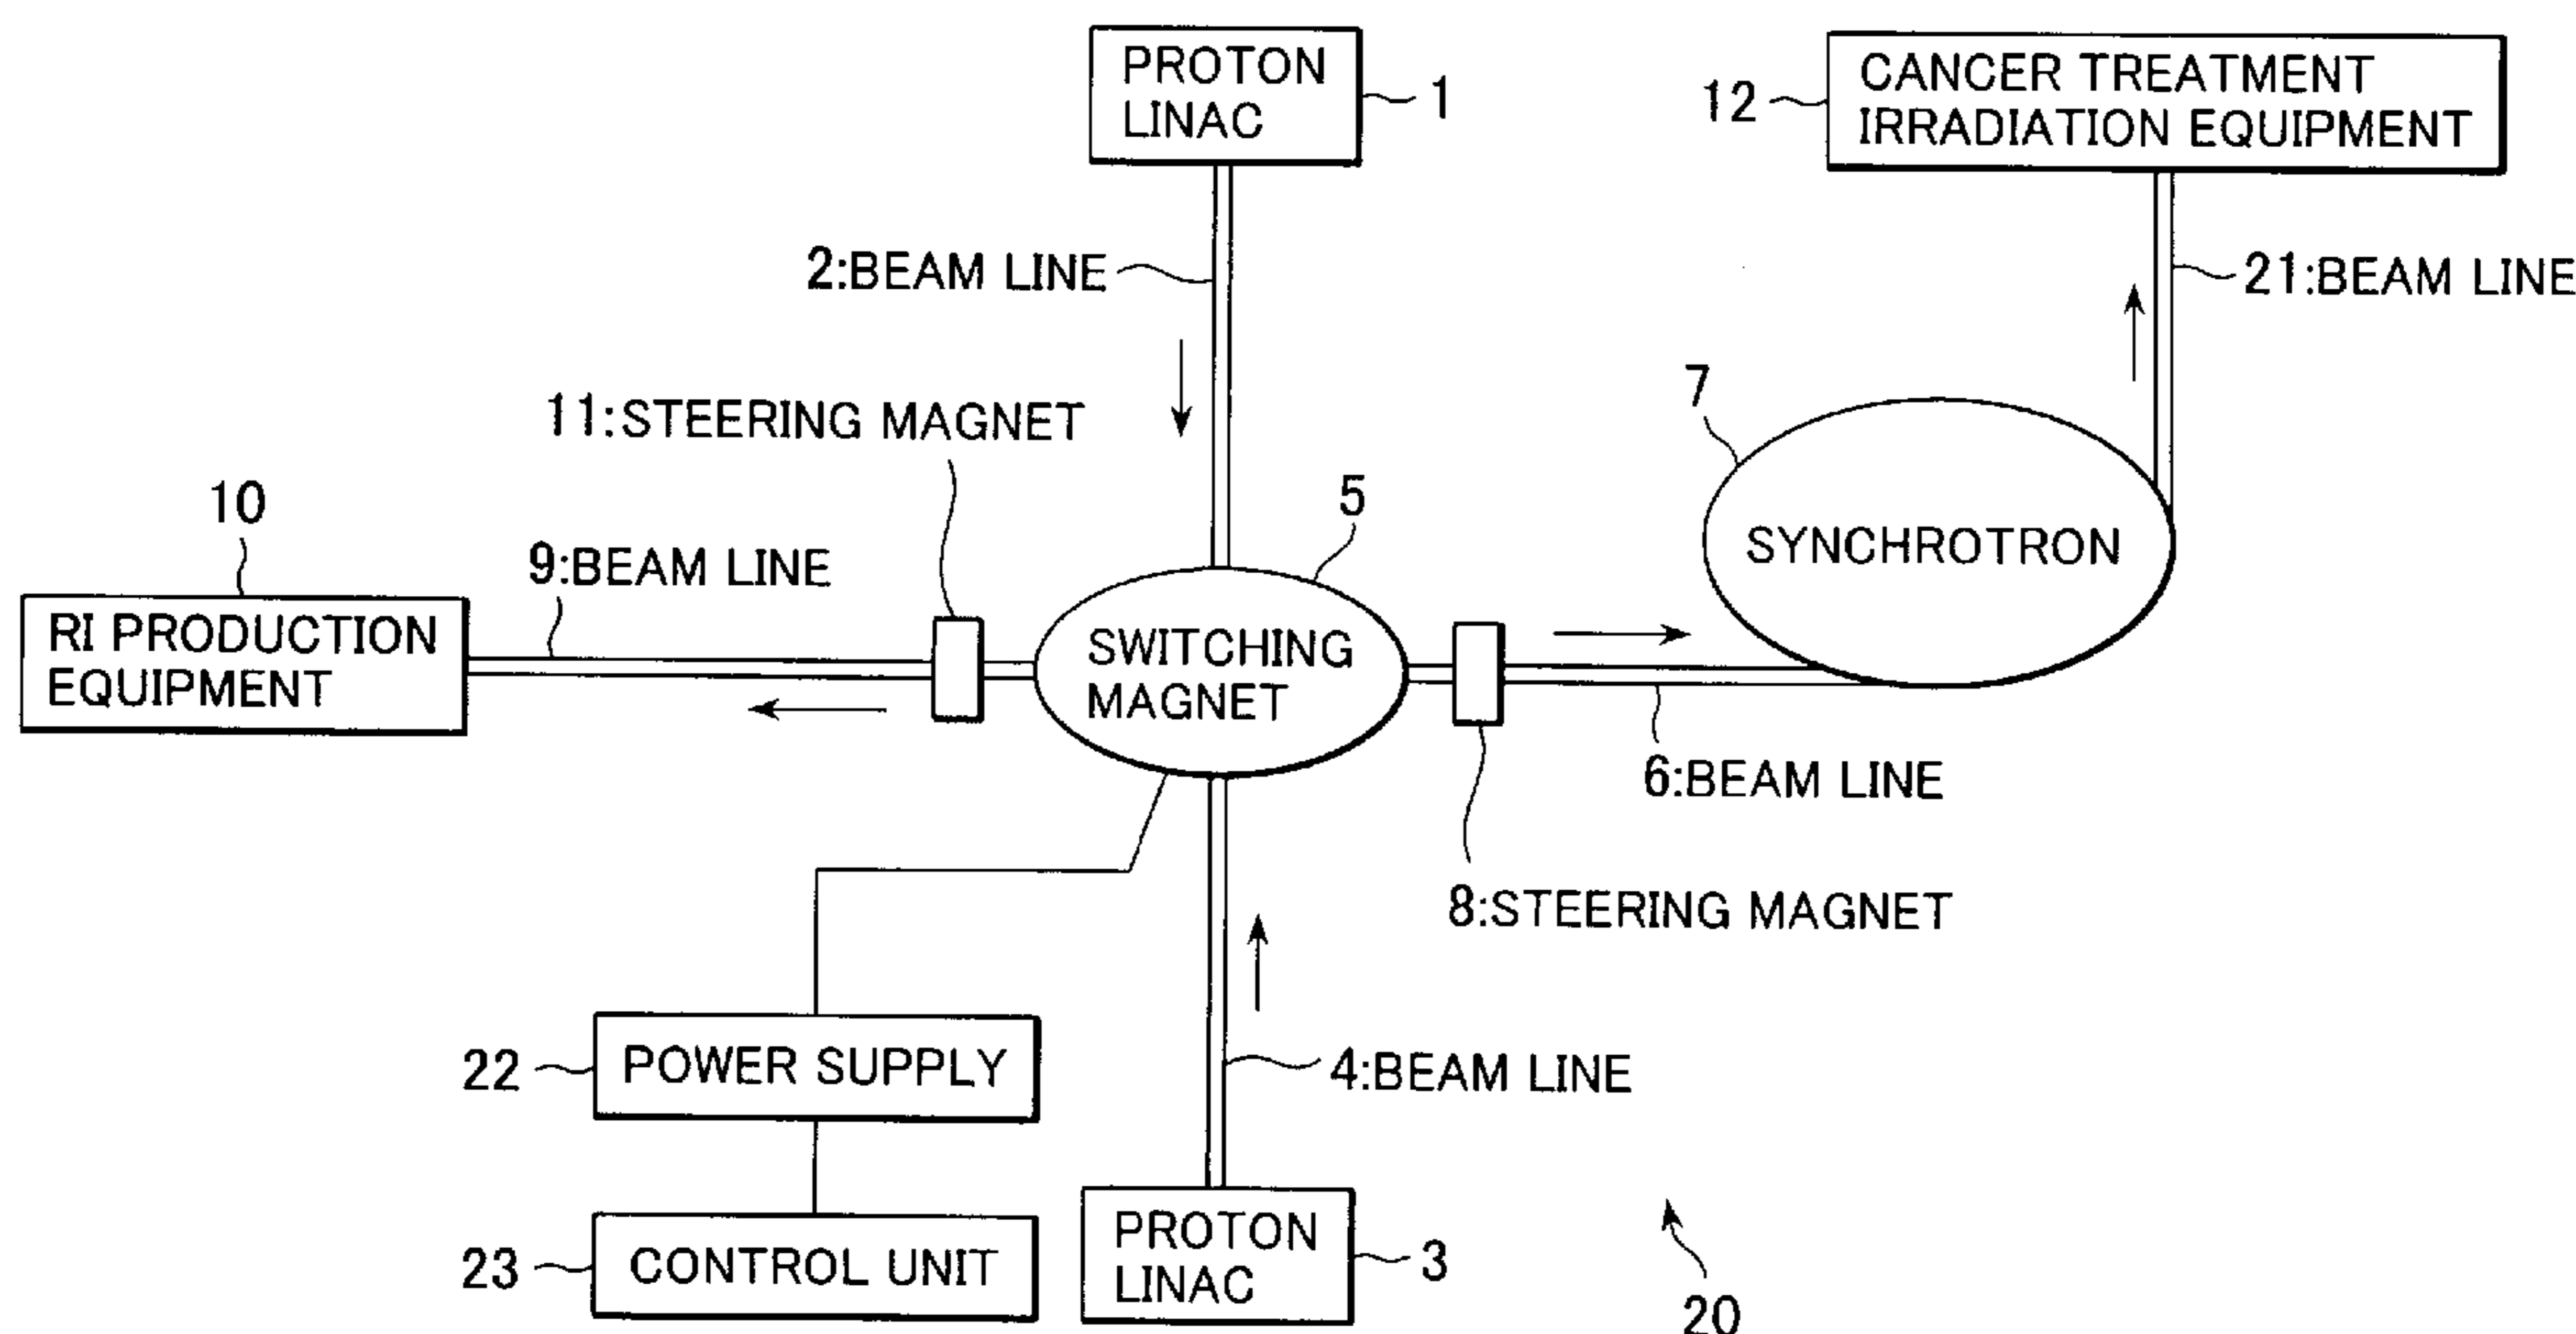 PROTON
LINAC
1
12
CANCER TREATMENT
IRRADIATION EQUIPMENT
2:BEAM LINE
21:BEAM LINE
11:STEERING MAGNET
7
SYNCHROTRON
10
9:BEAM LINE
5
RI PRODUCTION
EQUIPMENT
SWITCHING
MAGNET
6:BEAM LINE
8:STEERING MAGNET
22
POWER SUPPLY
4:BEAM LINE
23
CONTROL UNIT
PROTON
LINAC
3
20